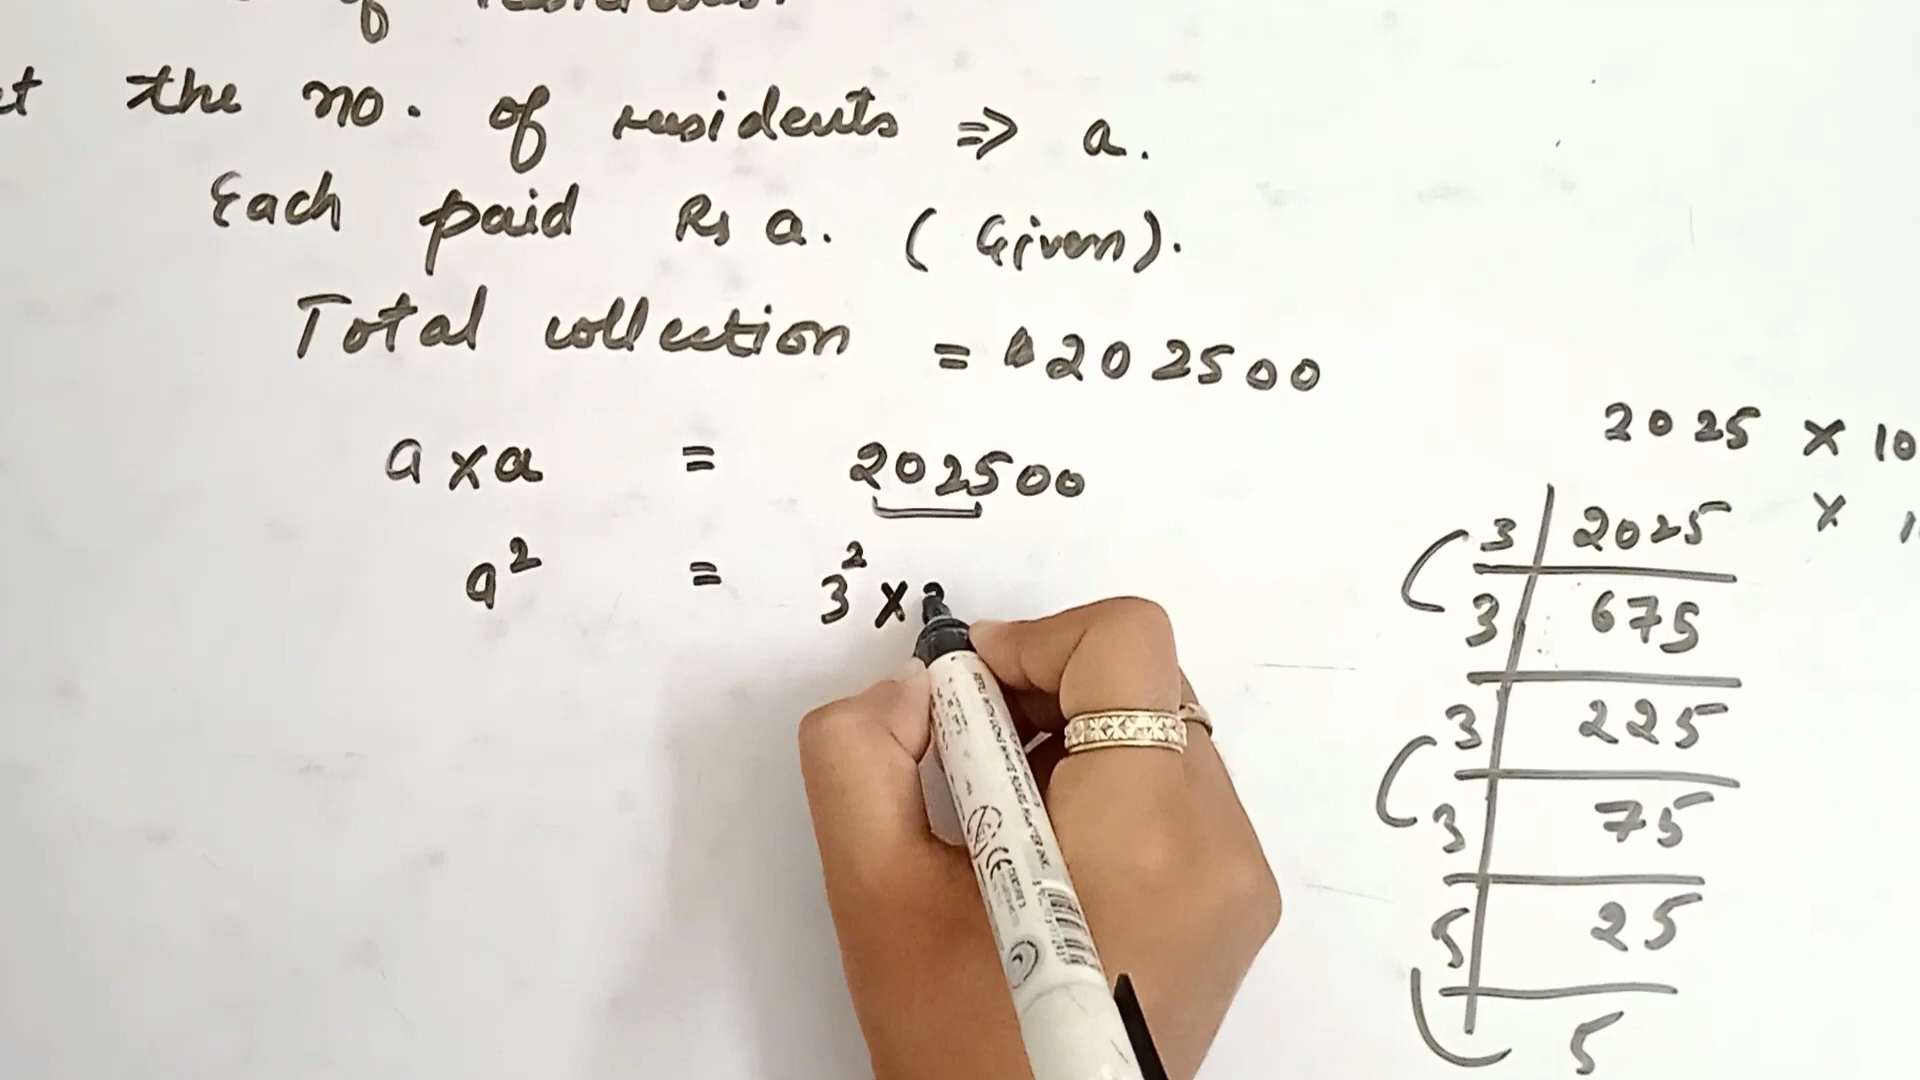 the no. of residents => a.
Each paid Rs a. (Given).
Total collection = 202500
a x a = 202500
a² = 3² x
2025 x 10
x 1
3 | 2025
3 | 675
3 | 225
3 | 75
5 | 25
5